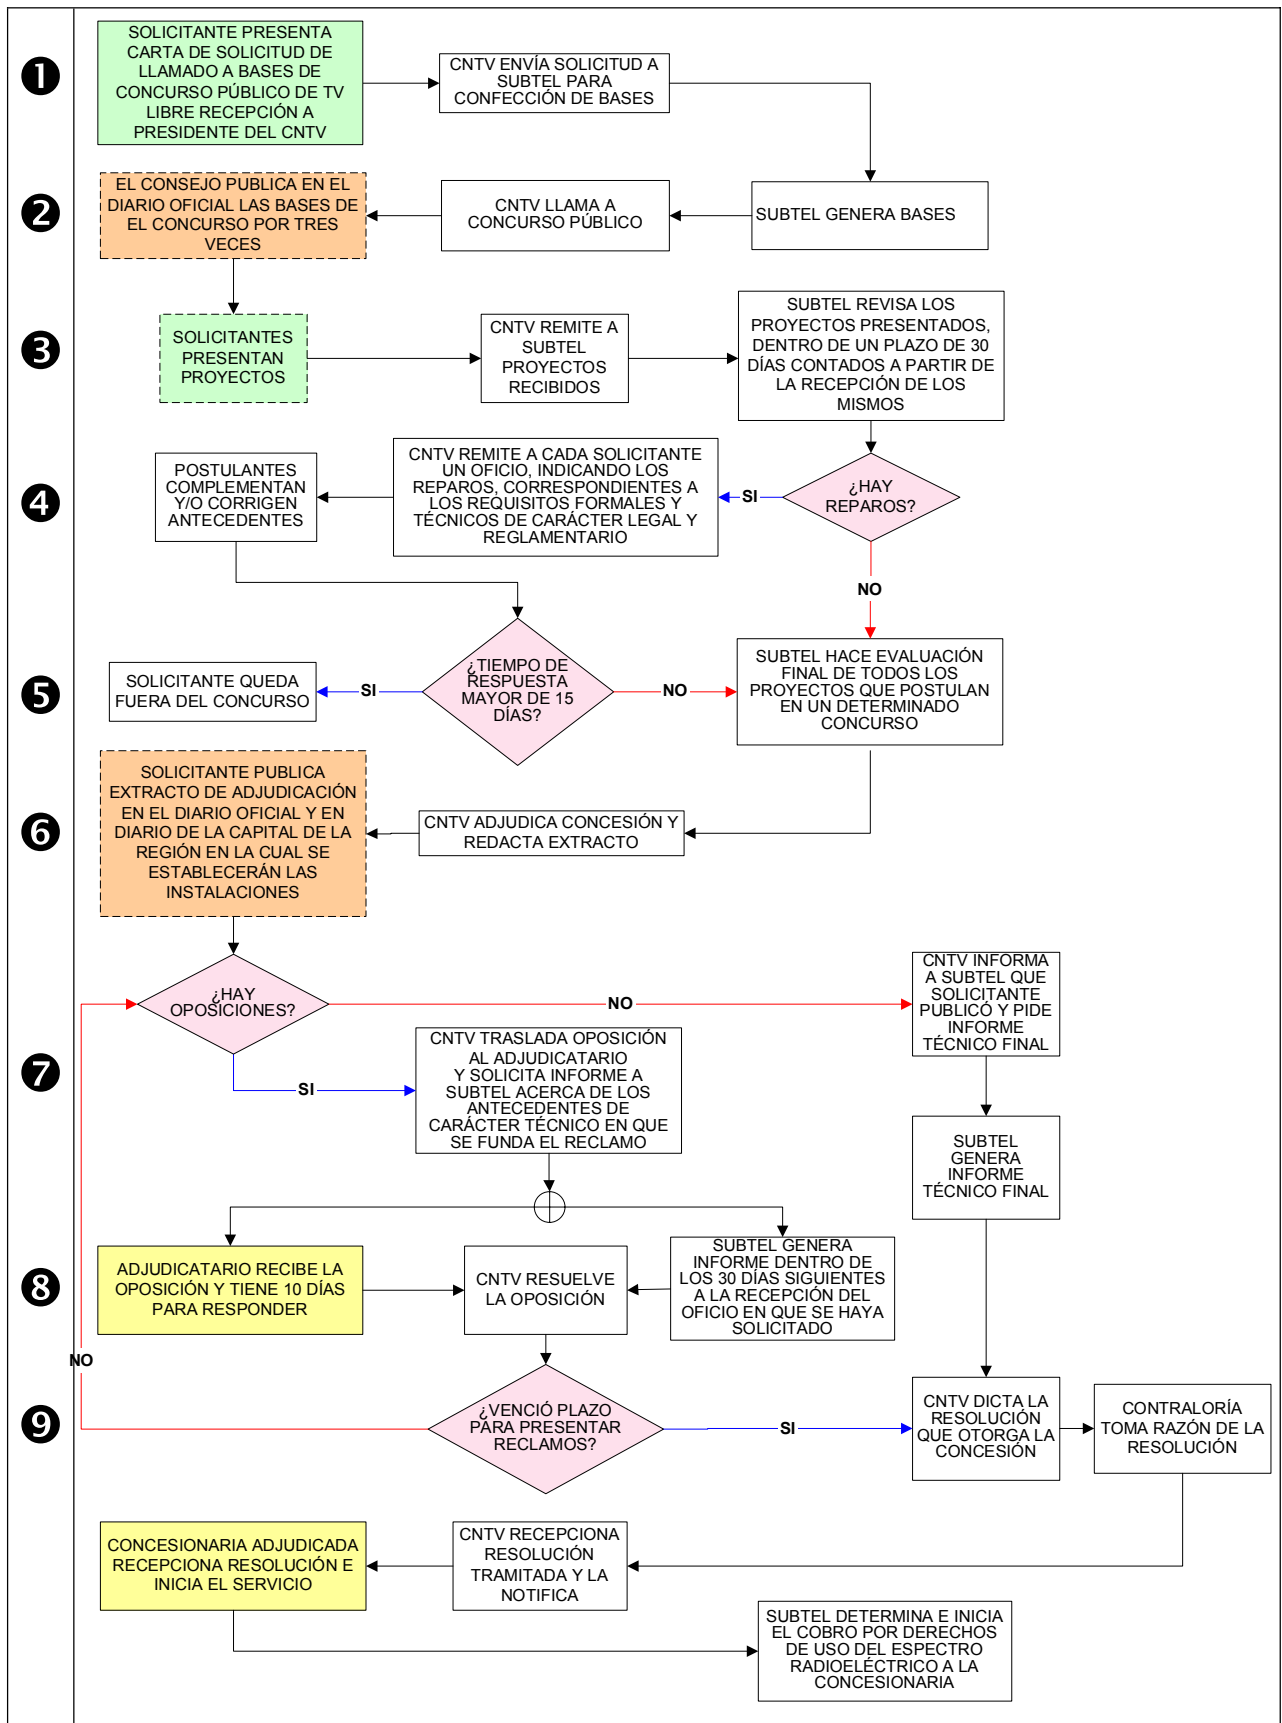 ❶
SOLICITANTE PRESENTA
CARTA DE SOLICITUD DE
LLAMADO A BASES DE
CONCURSO PÚBLICO DE TV
LIBRE RECEPCIÓN A
PRESIDENTE DEL CNTV
CNTV ENVÍA SOLICITUD A
SUBTEL PARA
CONFECCIÓN DE BASES
❷
EL CONSEJO PUBLICA EN EL
DIARIO OFICIAL LAS BASES DE
EL CONCURSO POR TRES
VECES
CNTV LLAMA A
CONCURSO PÚBLICO
SUBTEL GENERA BASES
❸
SOLICITANTES
PRESENTAN
PROYECTOS
CNTV REMITE A
SUBTEL
PROYECTOS
RECIBIDOS
SUBTEL REVISA LOS
PROYECTOS PRESENTADOS,
DENTRO DE UN PLAZO DE 30
DÍAS CONTADOS A PARTIR DE
LA RECEPCIÓN DE LOS
MISMOS
❹
POSTULANTES
COMPLEMENTAN
Y/O CORRIGEN
ANTECEDENTES
CNTV REMITE A CADA SOLICITANTE
UN OFICIO, INDICANDO LOS
REPAROS, CORRESPONDIENTES A
LOS REQUISITOS FORMALES Y
TÉCNICOS DE CARÁCTER LEGAL Y
REGLAMENTARIO
SI
¿HAY
REPAROS?
NO
❺
SOLICITANTE QUEDA
FUERA DEL CONCURSO
SI
¿TIEMPO DE
RESPUESTA
MAYOR DE 15
DÍAS?
NO
SUBTEL HACE EVALUACIÓN
FINAL DE TODOS LOS
PROYECTOS QUE POSTULAN
EN UN DETERMINADO
CONCURSO
❻
SOLICITANTE PUBLICA
EXTRACTO DE ADJUDICACIÓN
EN EL DIARIO OFICIAL Y EN
DIARIO DE LA CAPITAL DE LA
REGIÓN EN LA CUAL SE
ESTABLECERÁN LAS
INSTALACIONES
CNTV ADJUDICA CONCESIÓN Y
REDACTA EXTRACTO
❼
¿HAY
OPOSICIONES?
NO
CNTV INFORMA
A SUBTEL QUE
SOLICITANTE
PUBLICÓ Y PIDE
INFORME
TÉCNICO FINAL
SI
CNTV TRASLADA OPOSICIÓN
AL ADJUDICATARIO
Y SOLICITA INFORME A
SUBTEL ACERCA DE LOS
ANTECEDENTES DE
CARÁCTER TÉCNICO EN QUE
SE FUNDA EL RECLAMO
SUBTEL
GENERA
INFORME
TÉCNICO FINAL
❽
ADJUDICATARIO RECIBE LA
OPOSICIÓN Y TIENE 10 DÍAS
PARA RESPONDER
CNTV RESUELVE
LA OPOSICIÓN
SUBTEL GENERA
INFORME DENTRO DE
LOS 30 DÍAS SIGUIENTES
A LA RECEPCIÓN DEL
OFICIO EN QUE SE HAYA
SOLICITADO
NO
❾
¿VENCIÓ PLAZO
PARA PRESENTAR
RECLAMOS?
SI
CNTV DICTA LA
RESOLUCIÓN
QUE OTORGA LA
CONCESIÓN
CONTRALORÍA
TOMA RAZÓN DE LA
RESOLUCIÓN
CONCESIONARIA ADJUDICADA
RECEPCIONA RESOLUCIÓN E
INICIA EL SERVICIO
CNTV RECEPCIONA
RESOLUCIÓN
TRAMITADA Y LA
NOTIFICA
SUBTEL DETERMINA E INICIA
EL COBRO POR DERECHOS
DE USO DEL ESPECTRO
RADIOELÉCTRICO A LA
CONCESIONARIA